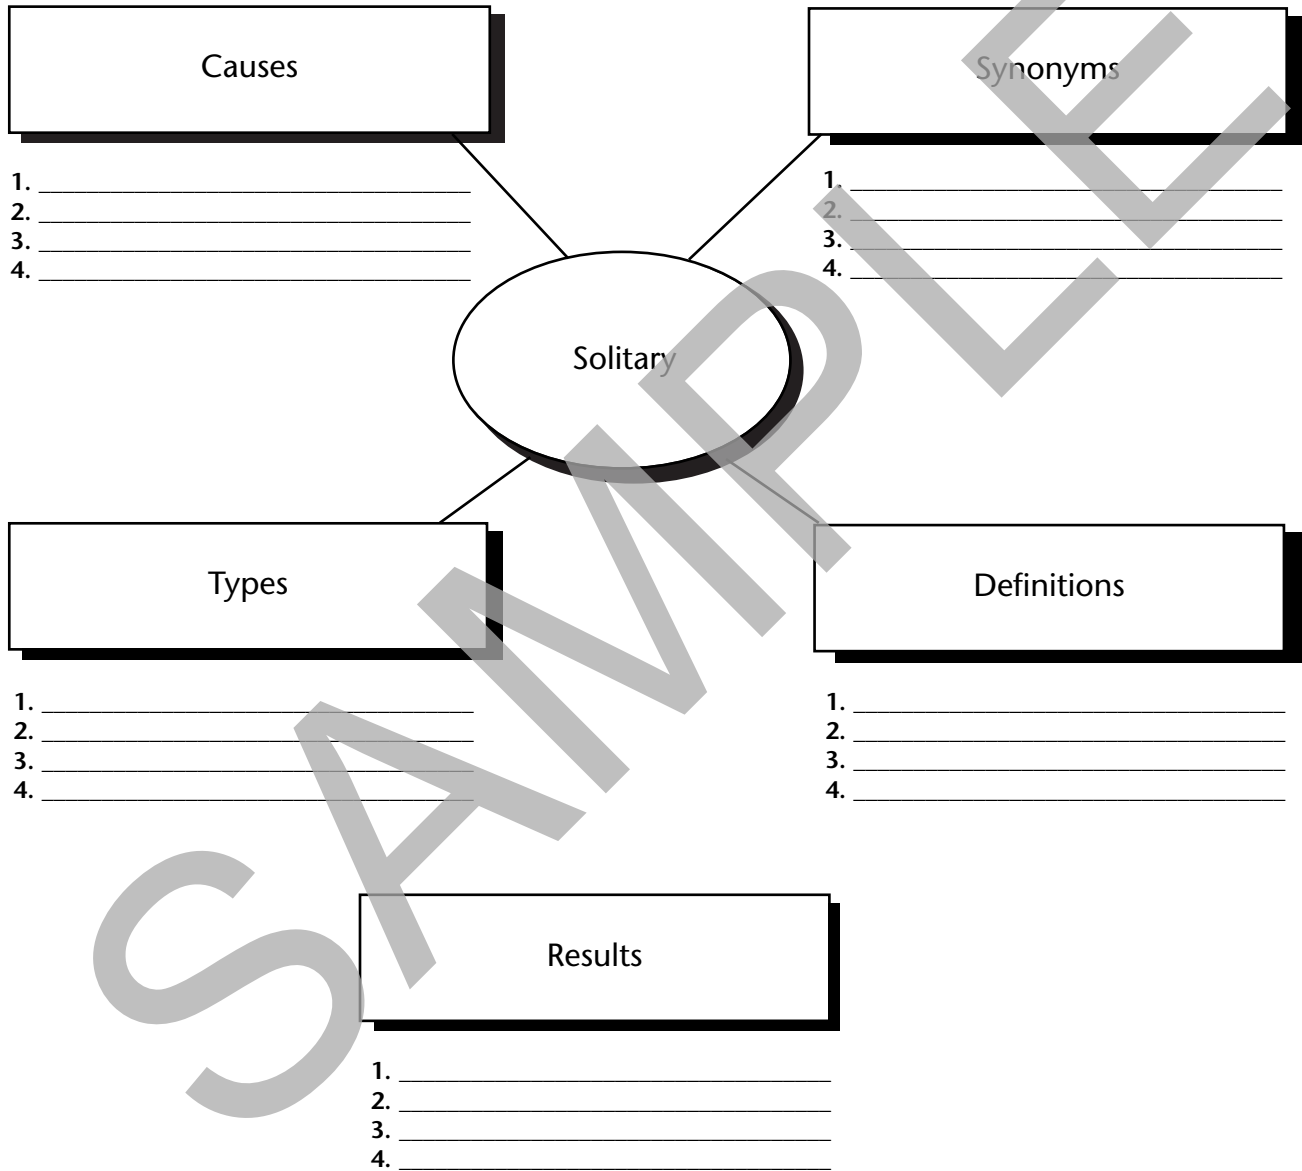 Causes
1.
2.
3.
4.
Synonyms
1.
2.
3.
4.
Solitary
Types
1.
2.
3.
4.
Definitions
1.
2.
3.
4.
Results
1.
2.
3.
4.
SAMPLE